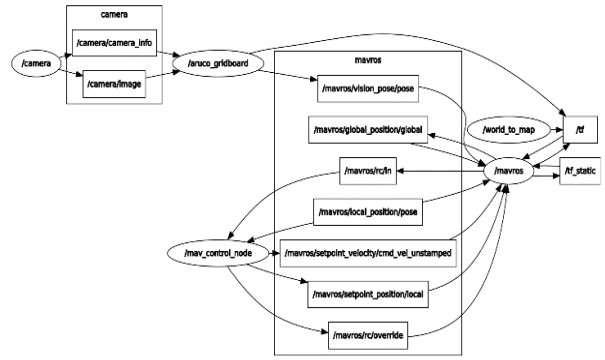 camera
/camera/camera_info
/camera
/aruco_gridboard
/camera/image
mavros
/mavros/vision_pose/pose
/mavros/global_position/global
/world_to_map
/tf
/mavros/rc/in
/mavros
/tf_static
/mavros/local_position/pose
/mav_control_node
/mavros/setpoint_velocity/cmd_vel_unstamped
/mavros/setpoint_position/local
/mavros/rc/override